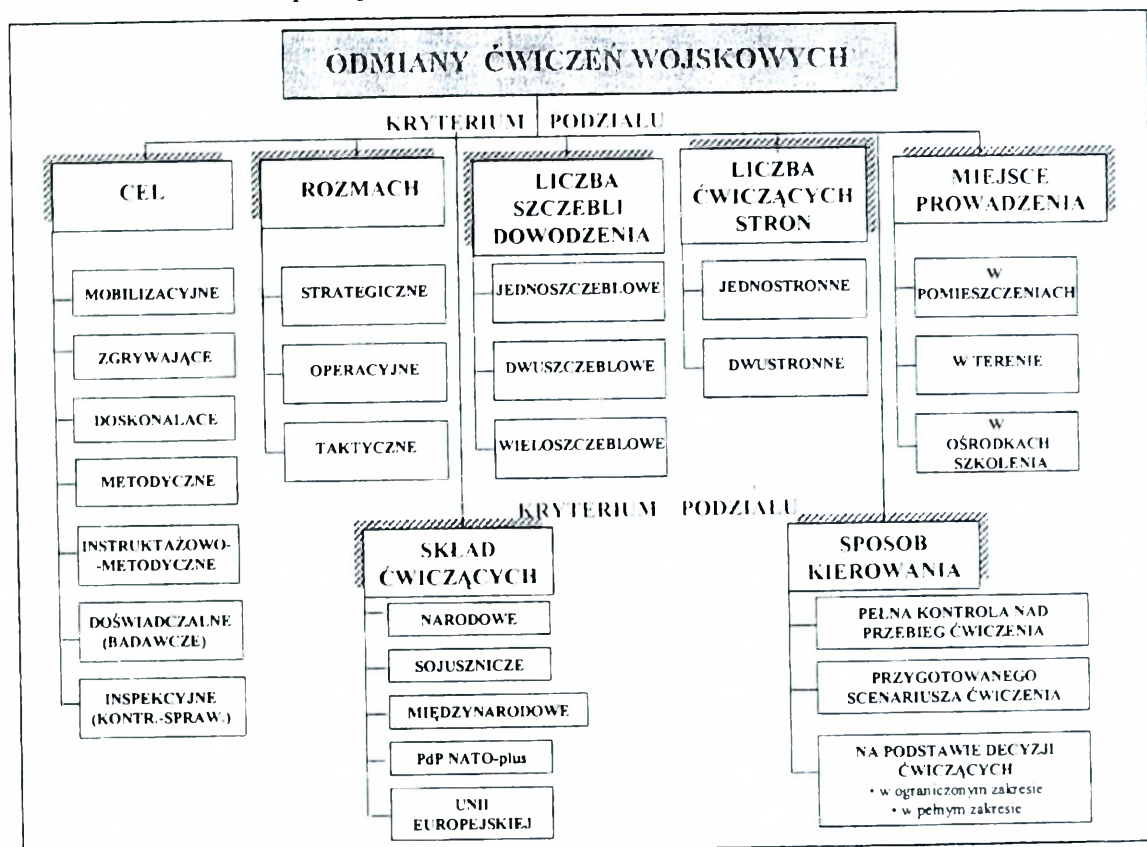 ODMIANY ĆWICZEŃ WOJSKOWYCH
KRYTERIUM PODZIAŁU
CEL
MOBILIZACYJNE
ZGRYWAJĄCE
DOSKONALACE
METODYCZNE
INSTRUKTAŻOWO-
-METODYCZNE
DOŚWIADCZALNE
(BADAWCZE)
INSPEKCYJNE
(KONTR.-SPRAW.)
ROZMACH
STRATEGICZNE
OPERACYJNE
TAKTYCZNE
LICZBA
SZCZEBLI
DOWODZENIA
JEDNOSZCZEBLOWE
DWUSZCZEBLOWE
WIELOSZCZEBLOWE
LICZBA
ĆWICZĄCYCH
STRON
JEDNOSTRONNE
DWUSTRONNE
MIEJSCE
PROWADZENIA
W
POMIESZCZENIACH
W TERENIE
W
OŚRODKACH
SZKOLENIA
KRYTERIUM PODZIAŁU
SKŁAD
ĆWICZĄCYCH
NARODOWE
SOJUSZNICZE
MIĘDZYNARODOWE
PdP NATO-plus
UNII
EUROPEJSKIEJ
SPOSOB
KIEROWANIA
PEŁNA KONTROLA NAD
PRZEBIEG ĆWICZENIA
PRZYGOTOWANEGO
SCENARIUSZA ĆWICZENIA
NA PODSTAWIE DECYZJI
ĆWICZĄCYCH
• w ograniczonym zakresie
• w pełnym zakresie